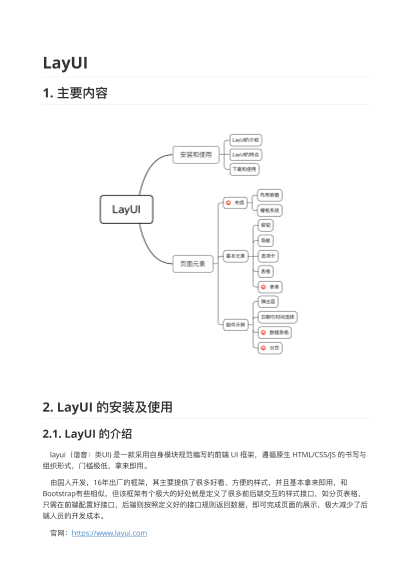 LayUI
1. 主要内容
LayUI
安装和使用
LayUI的介绍
LayUI的特点
下载和使用
页面元素
布局
布局容器
栅格系统
基本元素
按钮
导航
选项卡
表格
表单
组件示例
弹出层
日期与时间选择
数据表格
分页
2. LayUI 的安装及使用
2.1. LayUI 的介绍
layui（谐音：类UI) 是一款采用自身模块规范编写的前端 UI 框架，遵循原生 HTML/CSS/JS 的书写与
组织形式，门槛极低，拿来即用。
由国人开发，16年出厂的框架，其主要提供了很多好看、方便的样式，并且基本拿来即用，和
Bootstrap有些相似，但该框架有个极大的好处就是定义了很多前后端交互的样式接口，如分页表格，
只需在前端配置好接口，后端则按照定义好的接口规则返回数据，即可完成页面的展示，极大减少了后
端人员的开发成本。
官网：https://www.layui.com